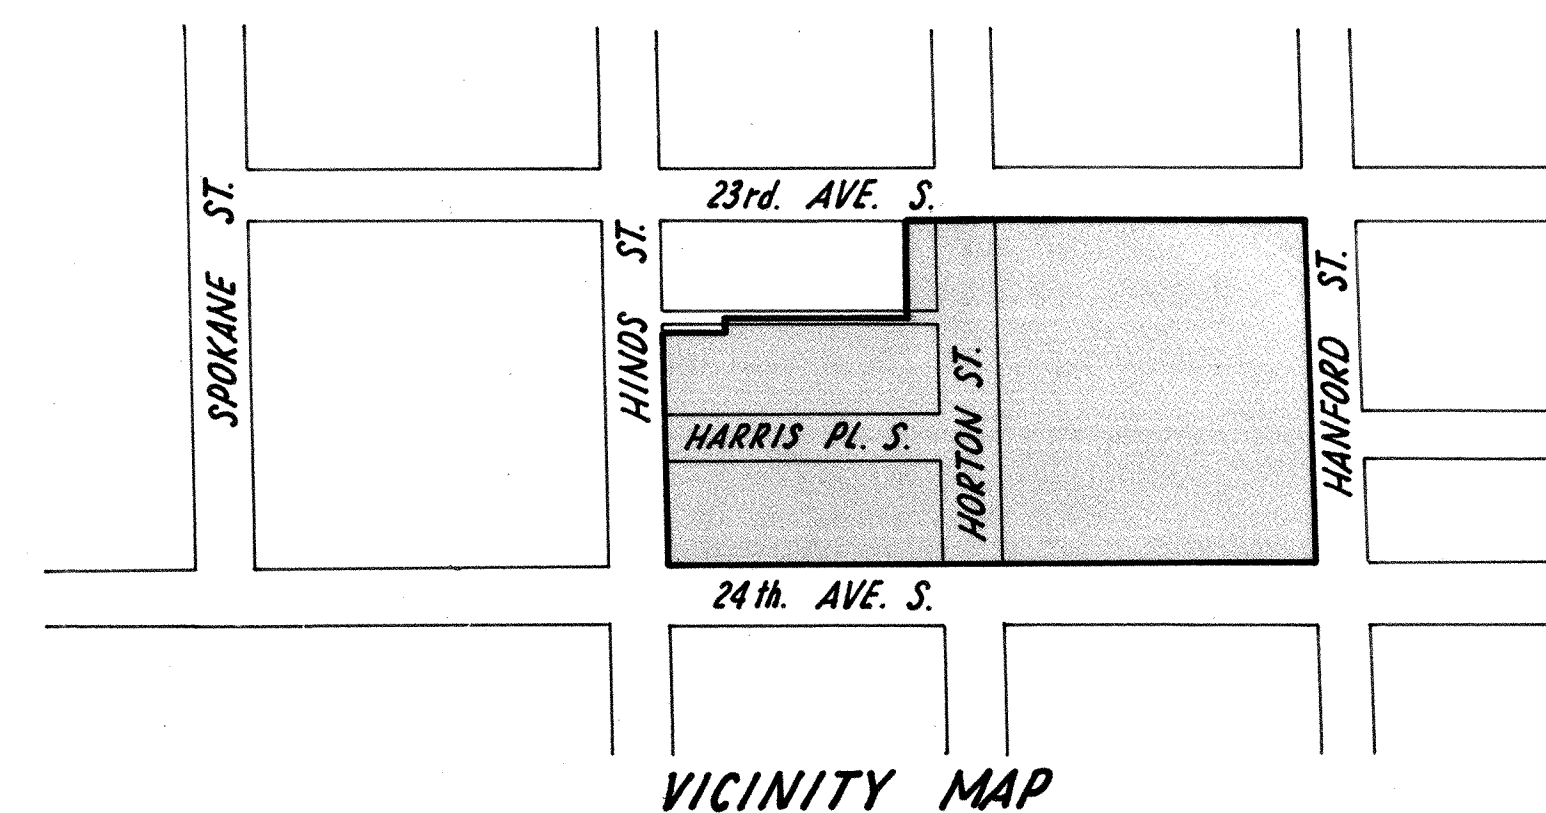 23rd. AVE. S.
SPOKANE ST.
HINDS ST.
HARRIS PL. S.
HORTON ST.
HANFORD ST.
24th. AVE. S.
VICINITY MAP